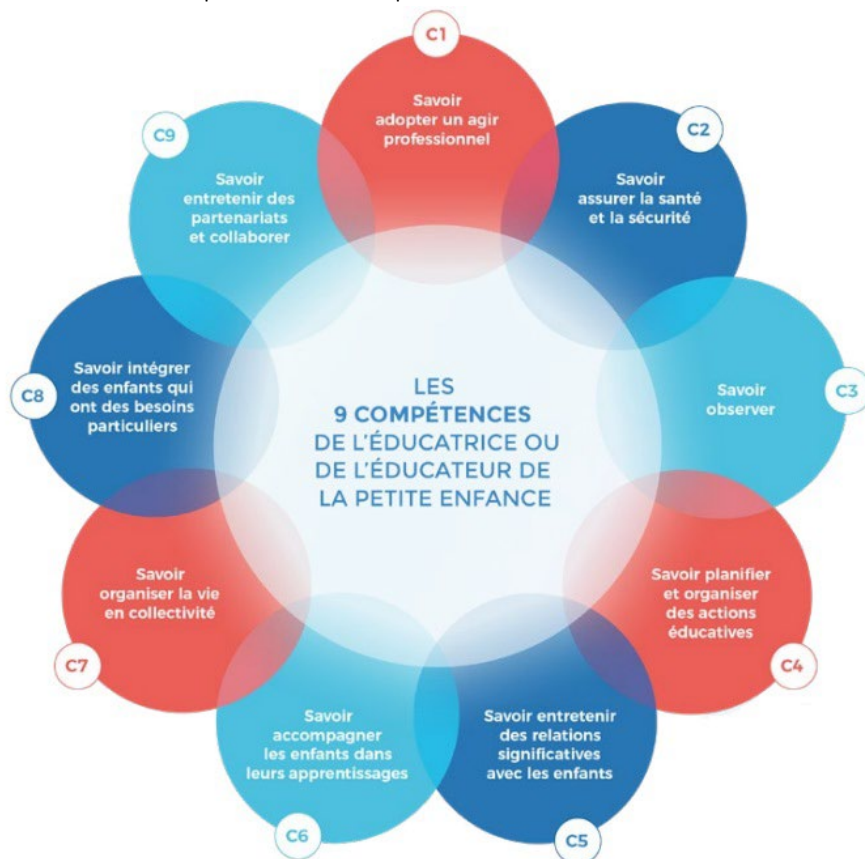 C1
Savoir
adopter un agir
professionnel
C2
Savoir
assurer la santé
et la sécurité
C3
Savoir
observer
C4
Savoir planifier
et organiser
des actions
éducatives
C5
Savoir entretenir
des relations
significatives
avec les enfants
C6
Savoir
accompagner
les enfants dans
leurs apprentissages
C7
Savoir
organiser la vie
en collectivité
C8
Savoir intégrer
des enfants qui
ont des besoins
particuliers
C9
Savoir
entretenir des
partenariats
et collaborer
LES
9 COMPÉTENCES
DE L'ÉDUCATRICE OU
DE L'ÉDUCATEUR DE
LA PETITE ENFANCE